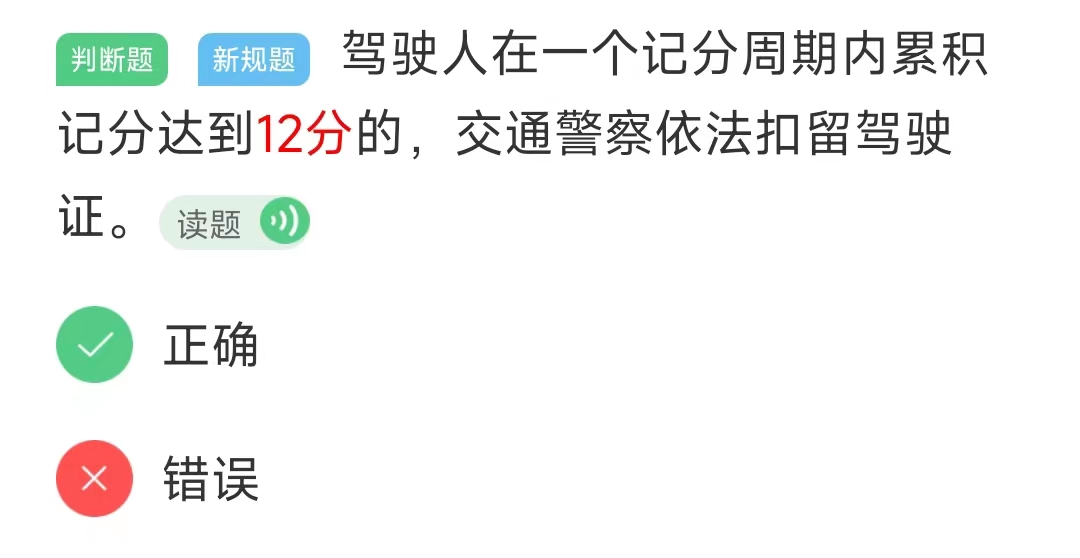 判断题 新规题 驾驶人在一个记分周期内累积
记分达到12分的，交通警察依法扣留驾驶
证。 读题
正确
错误